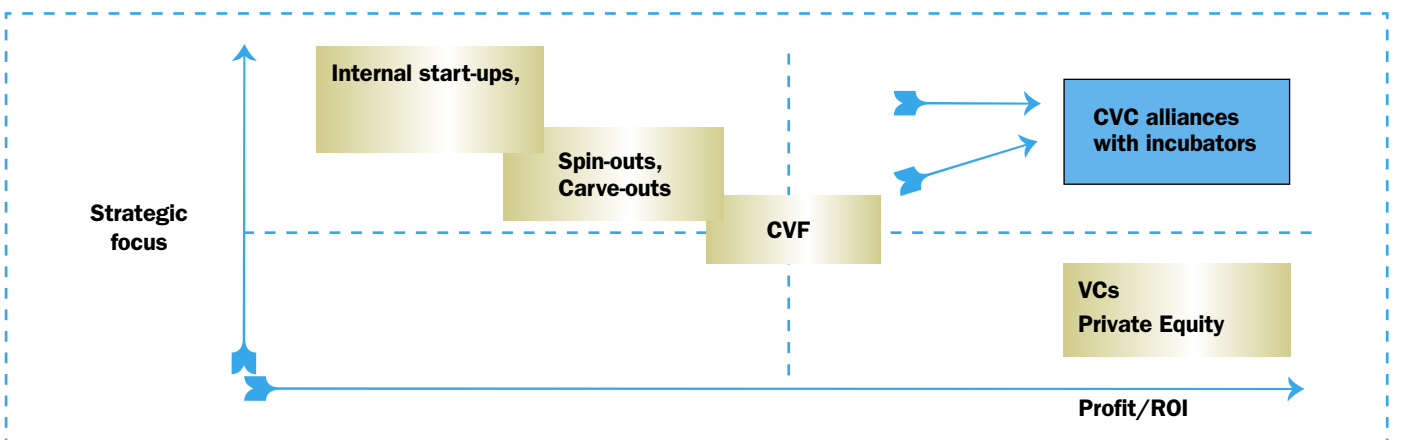 Internal start-ups,
CVC alliances
with incubators
Spin-outs,
Carve-outs
Strategic
focus
CVF
VCs
Private Equity
Profit/ROI